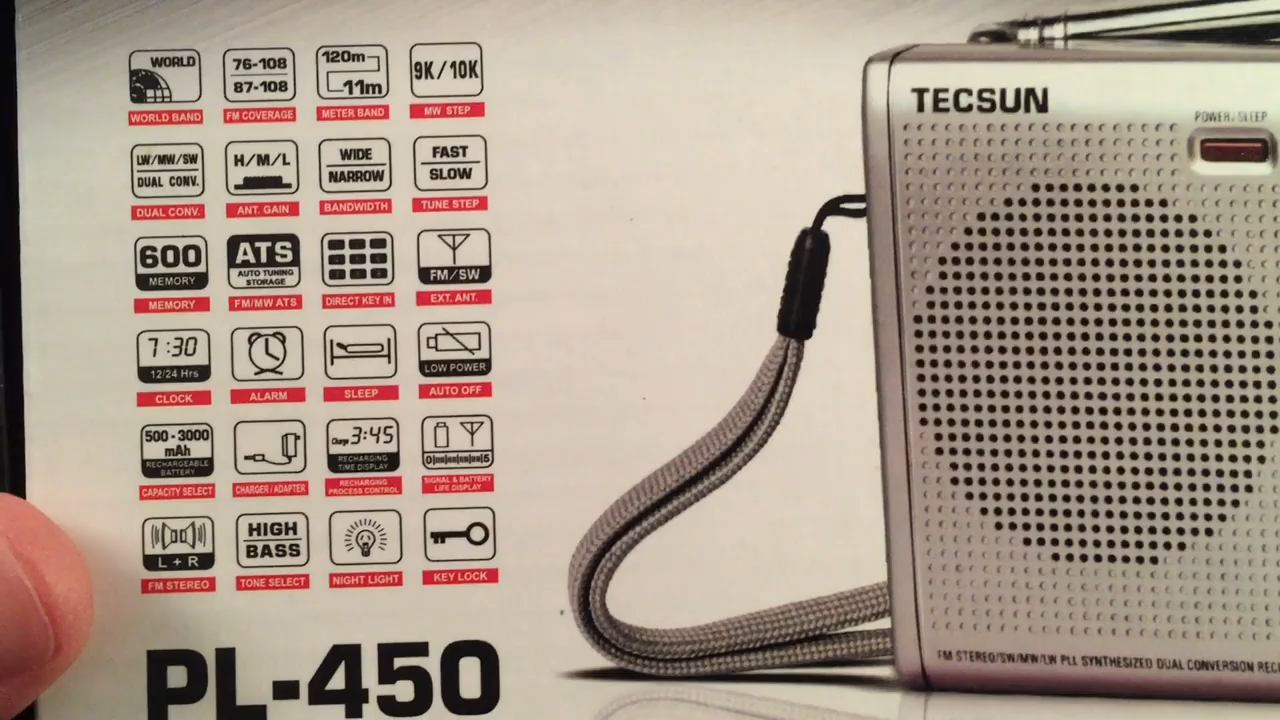 WORLD
WORLD BAND
76-108
87-108
FM COVERAGE
120m
11m
METER BAND
9K/10K
MW STEP
LW/MW/SW
DUAL CONV.
DUAL CONV.
H/M/L
ANT. GAIN
WIDE
NARROW
BANDWIDTH
FAST
SLOW
TUNE STEP
600
MEMORY
MEMORY
ATS
AUTO TUNING
STORAGE
FM/MW ATS
DIRECT KEY IN
FM/SW
EXT. ANT.
7:30
12/24 Hrs
CLOCK
ALARM
SLEEP
LOW POWER
AUTO OFF
500-3000
mAh
RECHARGEABLE
BATTERY
CAPACITY SELECT
CHARGER/ADAPTER
Charge 3:45
RECHARGING
TIME DISPLAY
RECHARGING
PROCESS CONTROL
0 5
SIGNAL & BATTERY
LIFE DISPLAY
L+R
FM STEREO
HIGH
BASS
TONE SELECT
NIGHT LIGHT
KEY LOCK
PL-450
TECSUN
POWER/SLEEP
FM STEREO/SW/MW/LW PLL SYNTHESIZED DUAL CONVERSION REC